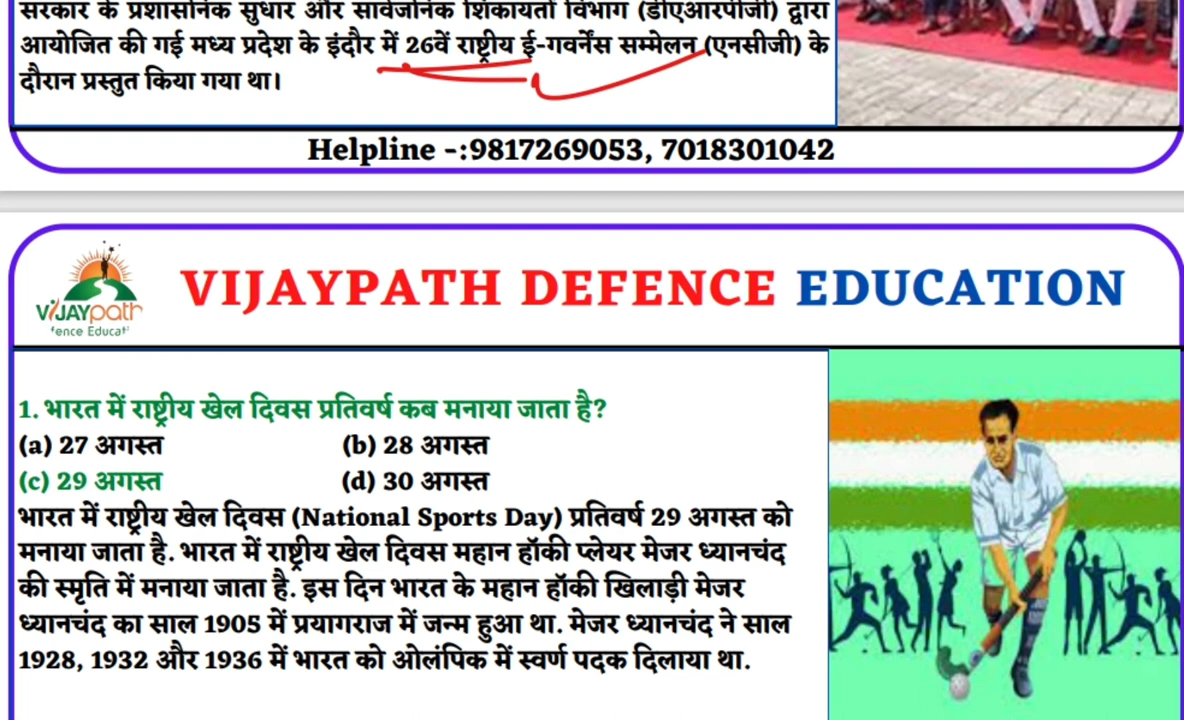 सरकार के प्रशासनिक सुधार और सार्वजनिक शिकायतों विभाग (डीएआरपीजी) द्वारा
आयोजित की गई मध्य प्रदेश के इंदौर में 26वें राष्ट्रीय ई-गवर्नेंस सम्मेलन (एनसीजी) के
दौरान प्रस्तुत किया गया था।
Helpline -:9817269053, 7018301042
VIJAYPATH DEFENCE EDUCATION
VIJAYpath
fence Educati
1. भारत में राष्ट्रीय खेल दिवस प्रतिवर्ष कब मनाया जाता है?
(a) 27 अगस्त (b) 28 अगस्त
(c) 29 अगस्त (d) 30 अगस्त
भारत में राष्ट्रीय खेल दिवस (National Sports Day) प्रतिवर्ष 29 अगस्त को
मनाया जाता है. भारत में राष्ट्रीय खेल दिवस महान हॉकी प्लेयर मेजर ध्यानचंद
की स्मृति में मनाया जाता है. इस दिन भारत के महान हॉकी खिलाड़ी मेजर
ध्यानचंद का साल 1905 में प्रयागराज में जन्म हुआ था. मेजर ध्यानचंद ने साल
1928, 1932 और 1936 में भारत को ओलंपिक में स्वर्ण पदक दिलाया था.